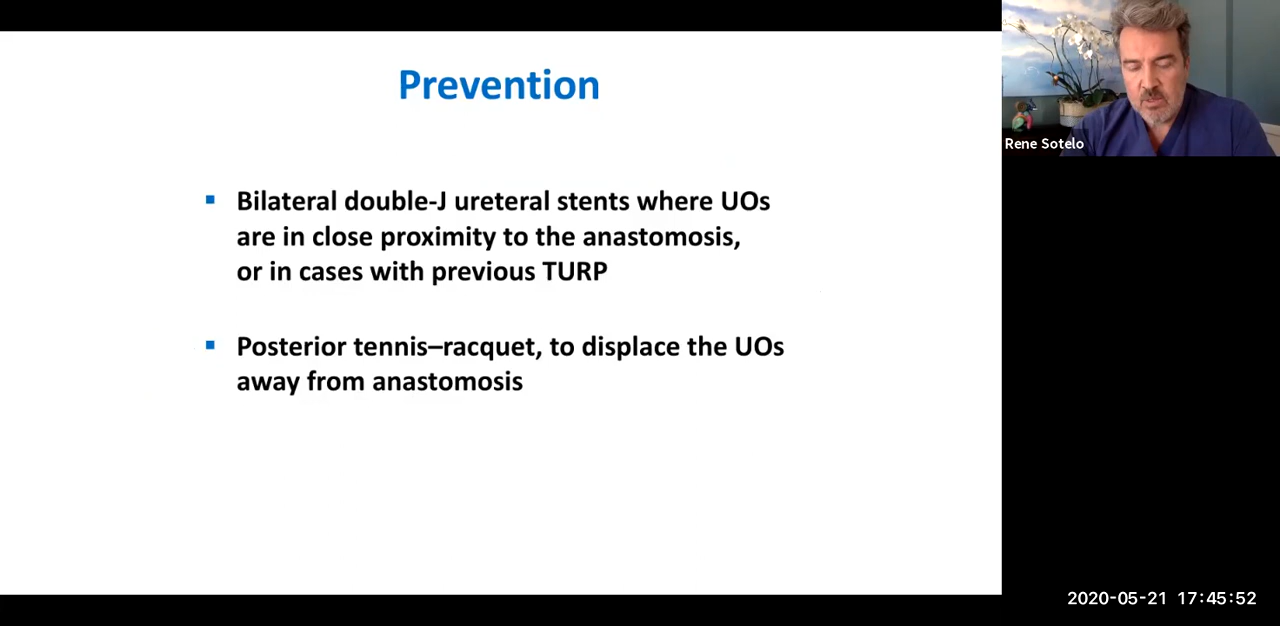 Prevention
Rene Sotelo
▪ Bilateral double-J ureteral stents where UOs
are in close proximity to the anastomosis,
or in cases with previous TURP
▪ Posterior tennis–racquet, to displace the UOs
away from anastomosis
2020-05-21 17:45:52